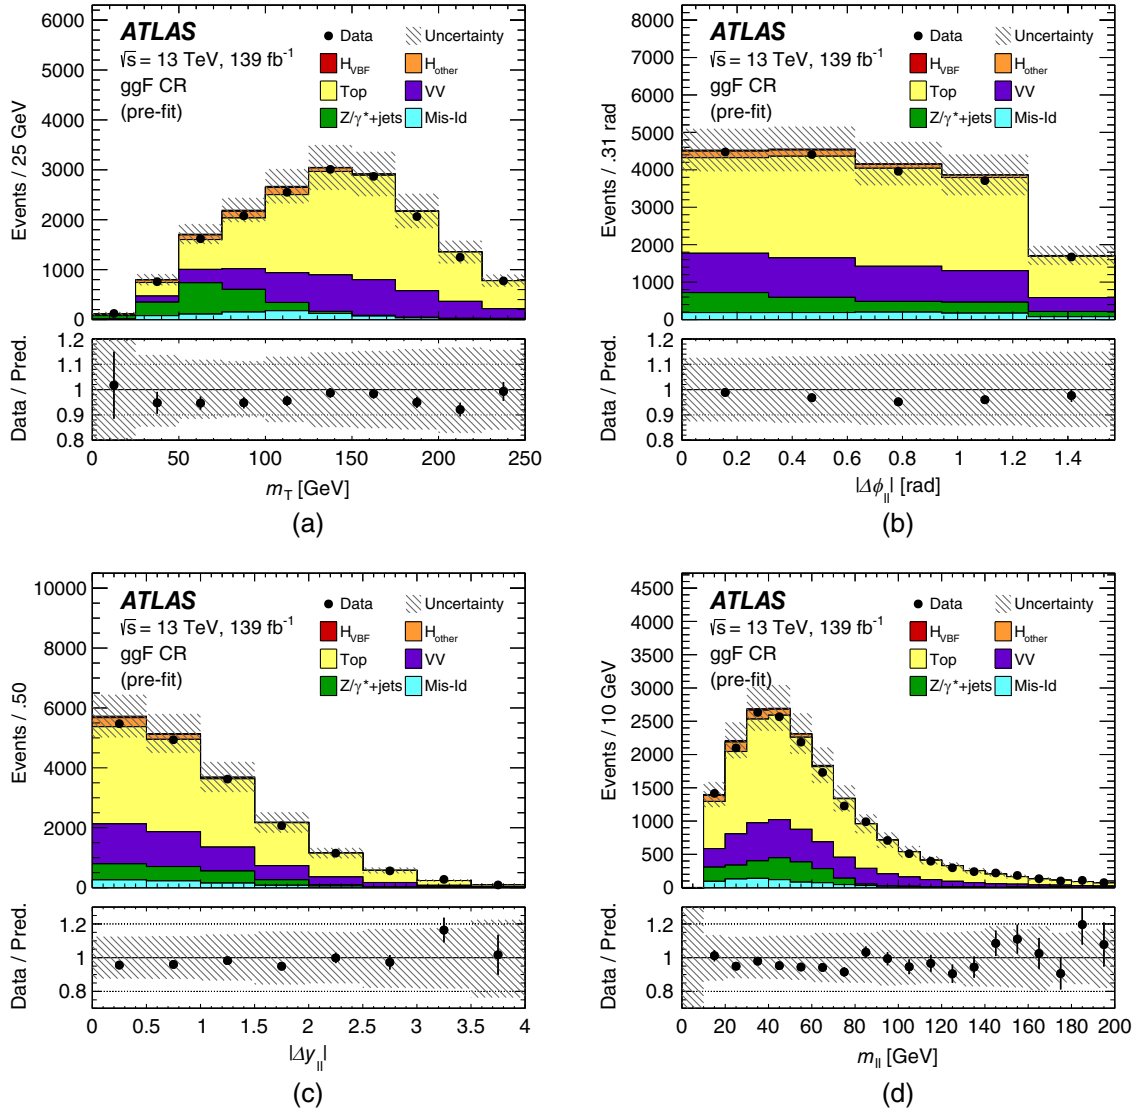 ATLAS
√s = 13 TeV, 139 fb⁻¹
ggF CR
(pre-fit)
Data
Uncertainty
H_VBF
H_other
Top
VV
Z/γ*+jets
Mis-Id
Events / 25 GeV
6000
5000
4000
3000
2000
1000
0
Data / Pred.
1.2
1.1
1
0.9
0.8
0 50 100 150 200 250
m_T [GeV]
(a)
ATLAS
√s = 13 TeV, 139 fb⁻¹
ggF CR
(pre-fit)
Data
Uncertainty
H_VBF
H_other
Top
VV
Z/γ*+jets
Mis-Id
Events / .31 rad
8000
7000
6000
5000
4000
3000
2000
1000
0
Data / Pred.
1.2
1.1
1
0.9
0.8
0 0.2 0.4 0.6 0.8 1 1.2 1.4
|Δϕ_ll| [rad]
(b)
ATLAS
√s = 13 TeV, 139 fb⁻¹
ggF CR
(pre-fit)
Data
Uncertainty
H_VBF
H_other
Top
VV
Z/γ*+jets
Mis-Id
Events / .50
10000
8000
6000
4000
2000
0
Data / Pred.
1.2
1
0.8
0 0.5 1 1.5 2 2.5 3 3.5 4
|Δy_ll|
(c)
ATLAS
√s = 13 TeV, 139 fb⁻¹
ggF CR
(pre-fit)
Data
Uncertainty
H_VBF
H_other
Top
VV
Z/γ*+jets
Mis-Id
Events / 10 GeV
4500
4000
3500
3000
2500
2000
1500
1000
500
0
Data / Pred.
1.2
1
0.8
0 20 40 60 80 100 120 140 160 180 200
m_ll [GeV]
(d)